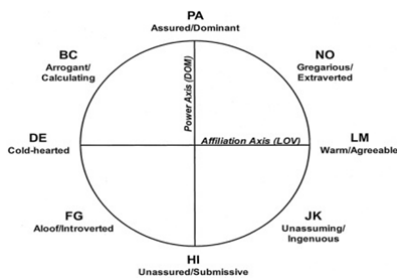 PA
Assured/Dominant
BC
Arrogant/
Calculating
NO
Gregarious/
Extraverted
Power Axis (DOM)
DE
Cold-hearted
Affiliation Axis (LOV)
LM
Warm/Agreeable
FG
Aloof/Introverted
JK
Unassuming/
Ingenuous
HI
Unassured/Submissive